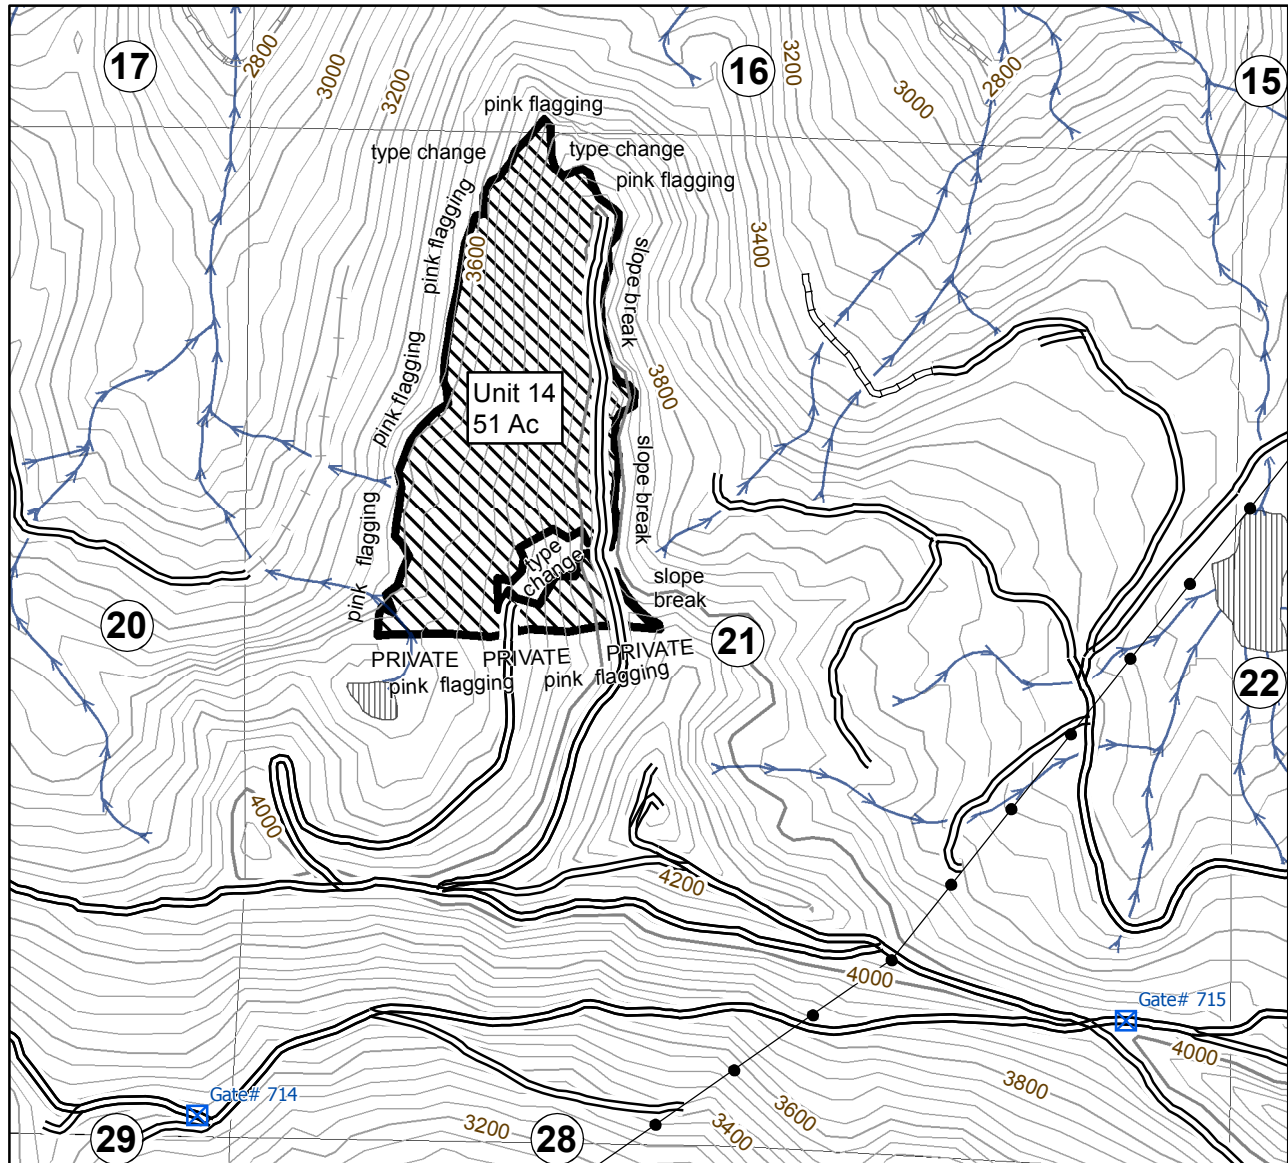 17
2800
3000
3200
16
3200
3000
2800
15
pink flagging
type change
type change
pink flagging
pink flagging
3600
slope break
3400
pink flagging
3800
Unit 14
51 Ac
slope break
pink flagging
type
change
slope
break
20
21
22
PRIVATE
PRIVATE
PRIVATE
pink flagging
pink flagging
pink flagging
4000
4200
4000
Gate# 715
4000
3800
3600
3400
3200
Gate# 714
29
28